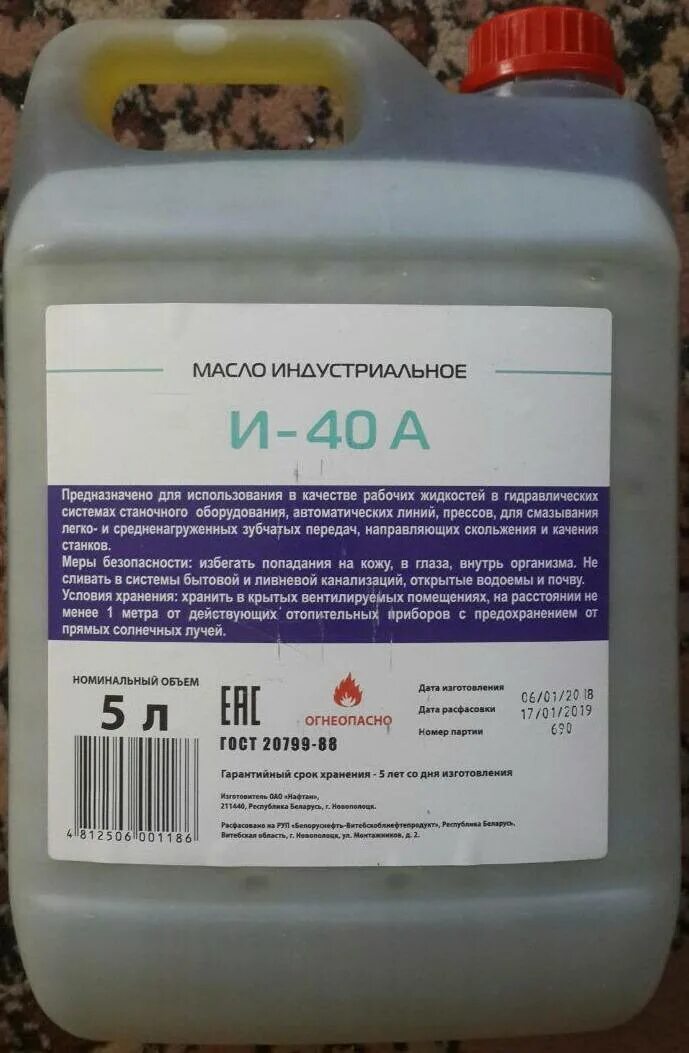 МАСЛО ИНДУСТРИАЛЬНОЕ
И-40 А
Предназначено для использования в качестве рабочих жидкостей в гидравлических
системах станочного оборудования, автоматических линий, прессов, для смазывания
легко- и средненагруженных зубчатых передач, направляющих скольжения и качения
станков.
Меры безопасности: избегать попадания на кожу, в глаза, внутрь организма. Не
сливать в системы бытовой и ливневой канализаций, открытые водоемы и почву.
Условия хранения: хранить в крытых вентилируемых помещениях, на расстоянии не
менее 1 метра от действующих отопительных приборов с предохранением от
прямых солнечных лучей.
НОМИНАЛЬНЫЙ ОБЪЕМ
5 л
4 812506 001186
ЕАС
ОГНЕОПАСНО
ГОСТ 20799-88
Дата изготовления 06/01/2018
Дата расфасовки 17/01/2019
Номер партии 690
Гарантийный срок хранения - 5 лет со дня изготовления
Изготовитель ОАО «Нафтан»,
211440, Республика Беларусь, г. Новополоцк.
Расфасовано на РУП «Белоруснефть-Витебскоблнефтепродукт», Республика Беларусь.
Витебская область, г. Новополоцк, ул. Монтажников, д. 2.